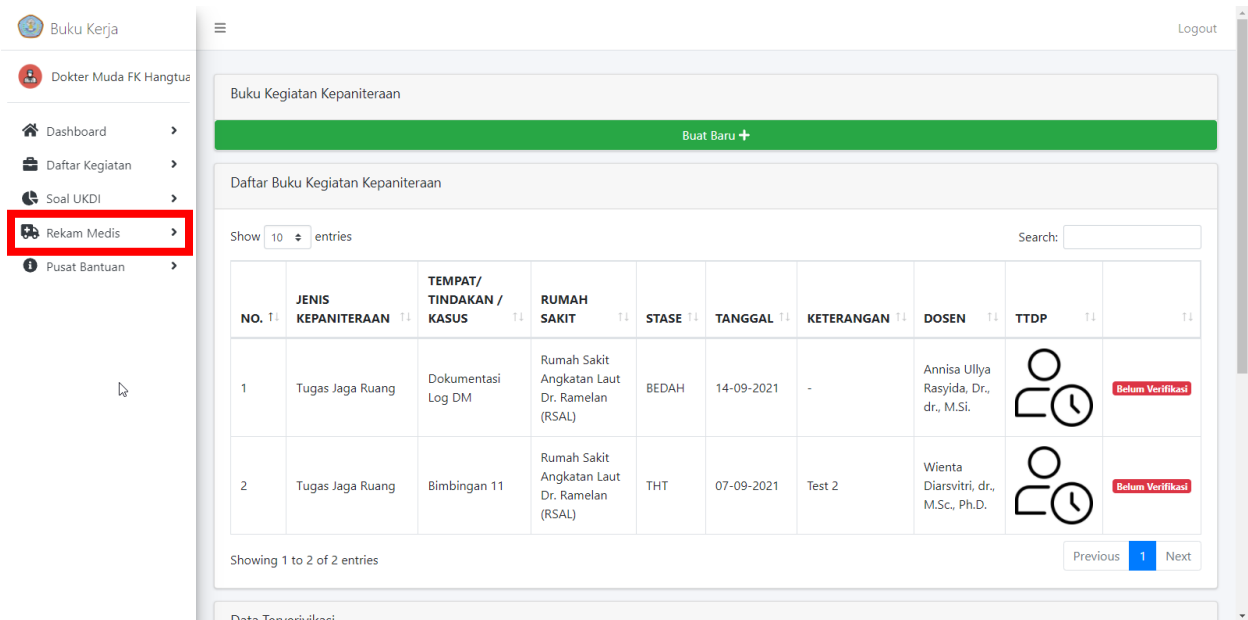 Buku Kerja
Logout
Dokter Muda FK Hangtua
Dashboard
Daftar Kegiatan
Soal UKDI
Rekam Medis
Pusat Bantuan
Buku Kegiatan Kepaniteraan
Buat Baru
Daftar Buku Kegiatan Kepaniteraan
Show 10 entries
Search:
NO.
JENIS
KEPANITERAAN
TEMPAT/
TINDAKAN /
KASUS
RUMAH
SAKIT
STASE
TANGGAL
KETERANGAN
DOSEN
TTDP
1
Tugas Jaga Ruang
Dokumentasi
Log DM
Rumah Sakit
Angkatan Laut
Dr. Ramelan
(RSAL)
BEDAH
14-09-2021
-
Annisa Ullya
Rasyida, Dr.,
dr., M.Si.
Belum Verifikasi
2
Tugas Jaga Ruang
Bimbingan 11
Rumah Sakit
Angkatan Laut
Dr. Ramelan
(RSAL)
THT
07-09-2021
Test 2
Wienta
Diarsvitri, dr.,
M.Sc., Ph.D.
Belum Verifikasi
Showing 1 to 2 of 2 entries
Previous 1 Next